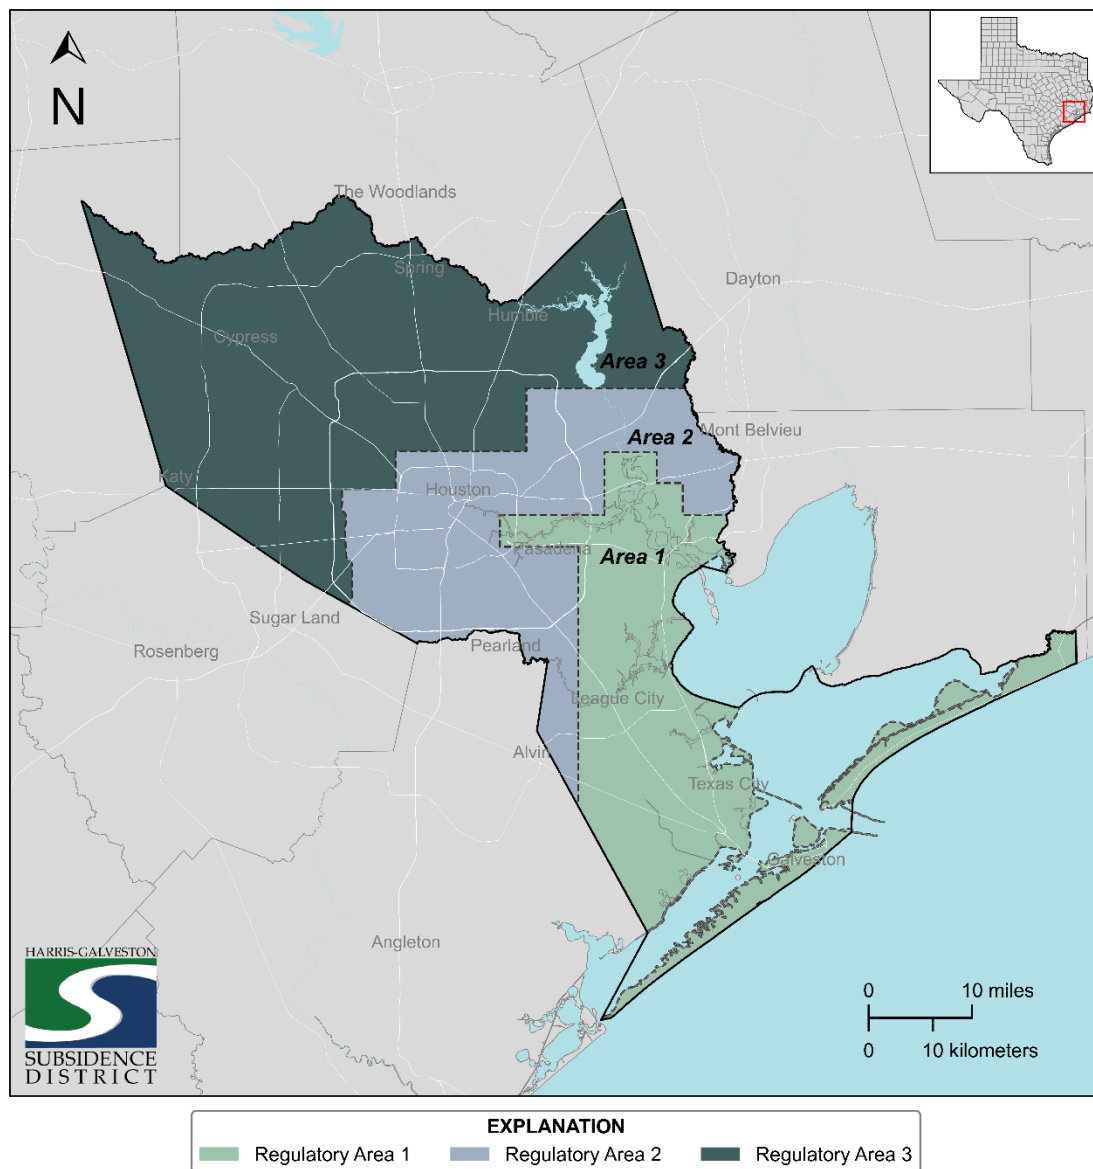 N
The Woodlands
Spring
Dayton
Humble
Cypress
Area 3
Mont Belvieu
Area 2
Katy
Houston
Pasadena
Area 1
Sugar Land
Pearland
Rosenberg
League City
Alvin
Texas City
Galveston
Angleton
HARRIS-GALVESTON
SUBSIDENCE
DISTRICT
0 10 miles
0 10 kilometers
EXPLANATION
Regulatory Area 1 Regulatory Area 2 Regulatory Area 3